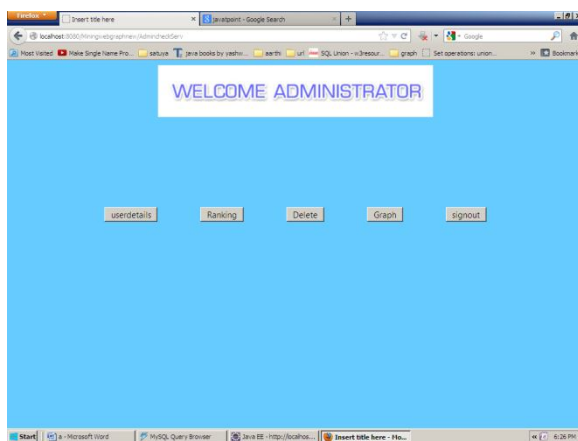 Firefox
Insert title here
javatpoint - Google Search
localhost:8080/Miningwebgraphnew/AdmincheckServ
Google
Most Visited
Make Single Name Pro...
satuya
java books by yashw...
aarthi
url
SQL Union - w3resour...
graph
Set operations: union...
Bookmark
WELCOME ADMINISTRATOR
userdetails
Ranking
Delete
Graph
signout
Start
a - Microsoft Word
MySQL Query Browser
Java EE - http://localhos...
Insert title here - Mo...
6:26 PM